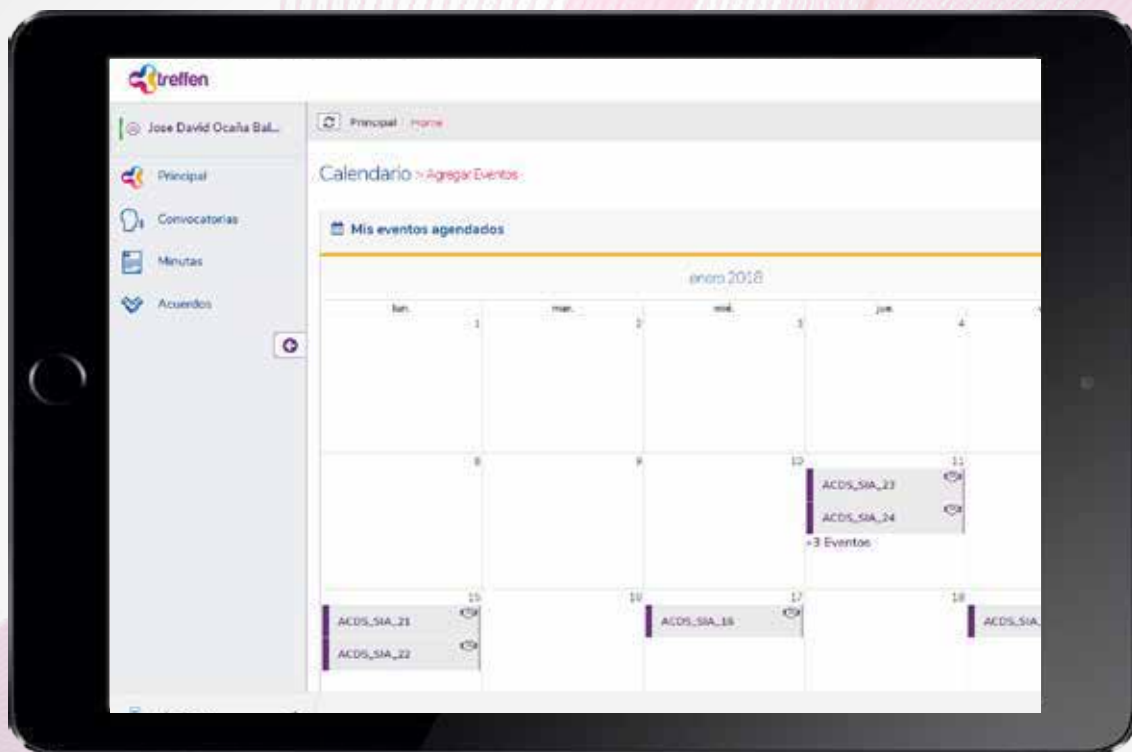 treffen
Jose David Ocaña Bal...
Principal Home
Principal
Calendario > Agregar Eventos
Convocatorias
Mis eventos agendados
Minutas
enero 2018
Acuerdos
lun. mar. mié. jue.
1 2 3 4
8 9 10 11
ACDS_SIA_23
ACDS_SIA_24
+3 Eventos
15 16 17 18
ACDS_SIA_21 ACDS_SIA_16 ACDS_SIA_
ACDS_SIA_22